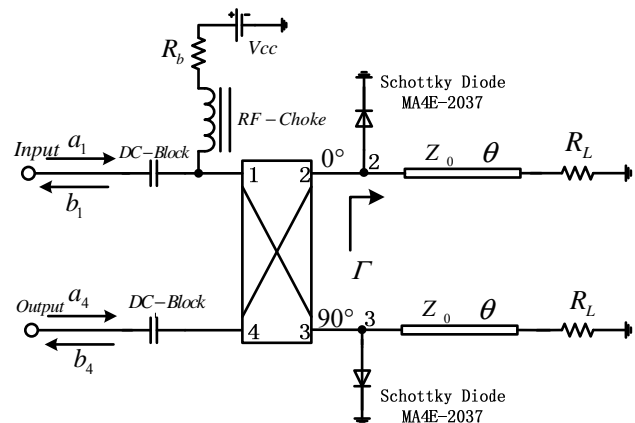 + -
R_b
Vcc
Schottky Diode
MA4E-2037
RF-Choke
Input
a_1
DC-Block
b_1
1
2
0°
2
Z_0
θ
R_L
Γ
Output
a_4
DC-Block
b_4
4
3
90°
3
Z_0
θ
R_L
Schottky Diode
MA4E-2037